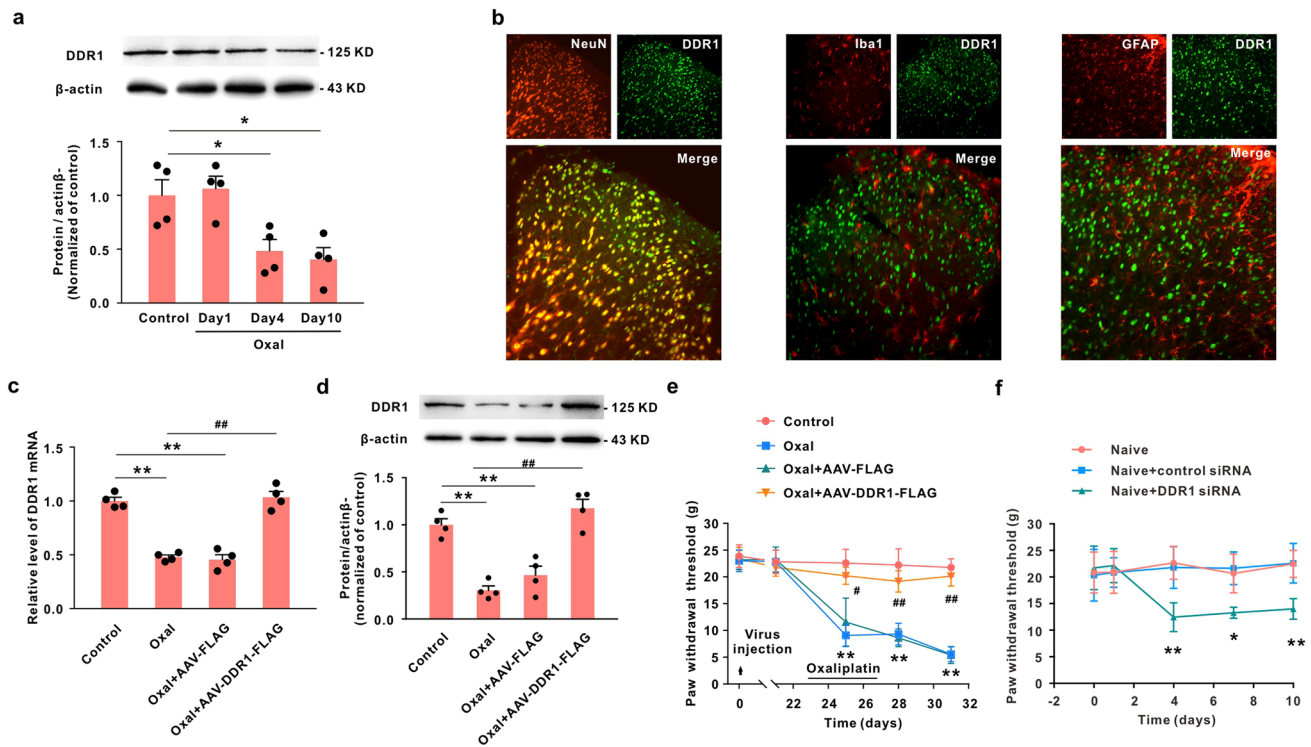 a
DDR1
- 125 KD
β-actin
- 43 KD
*
*
Protein / actinβ-
(Normalized of control)
1.5
1.0
0.5
0.0
Control
Day1
Day4
Day10
Oxal
b
NeuN
DDR1
Merge
Iba1
DDR1
Merge
GFAP
DDR1
Merge
c
##
**
**
Relative level of DDR1 mRNA
1.5
1.0
0.5
0.0
Control
Oxal
Oxal+AAV-FLAG
Oxal+AAV-DDR1-FLAG
d
DDR1
- 125 KD
β-actin
- 43 KD
##
**
**
Protein/actinβ-
(normalized of control)
1.5
1.0
0.5
0.0
Control
Oxal
Oxal+AAV-FLAG
Oxal+AAV-DDR1-FLAG
e
Control
Oxal
Oxal+AAV-FLAG
Oxal+AAV-DDR1-FLAG
Paw withdrawal threshold (g)
30
25
20
15
10
5
0
#
##
##
Virus
injection
**
**
**
Oxaliplatin
0
22
24
26
28
30
32
Time (days)
f
Naive
Naive+control siRNA
Naive+DDR1 siRNA
Paw withdrawal threshold (g)
30
25
20
15
10
5
0
**
*
**
-2
0
2
4
6
8
10
Time (days)